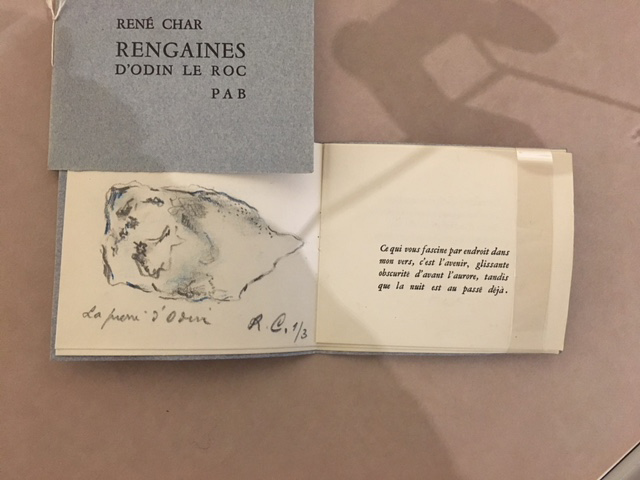 RENÉ CHAR
RENGAINES
D'ODIN LE ROC
PAB
La pierre d'Odin
R. C. 1/3
Ce qui vous fascine par endroit dans
mon vers, c'est l'avenir, glissante
obscurité d'avant l'aurore, tandis
que la nuit est au passé déjà.